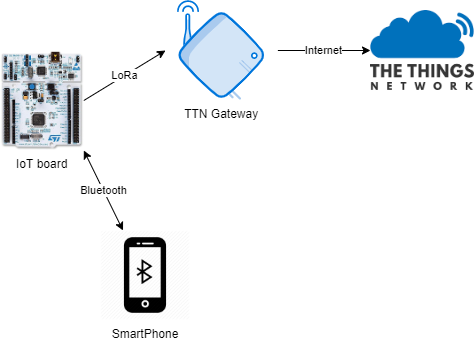 LoRa
Internet
THE THINGS
NETWORK
TTN Gateway
IoT board
Bluetooth
SmartPhone